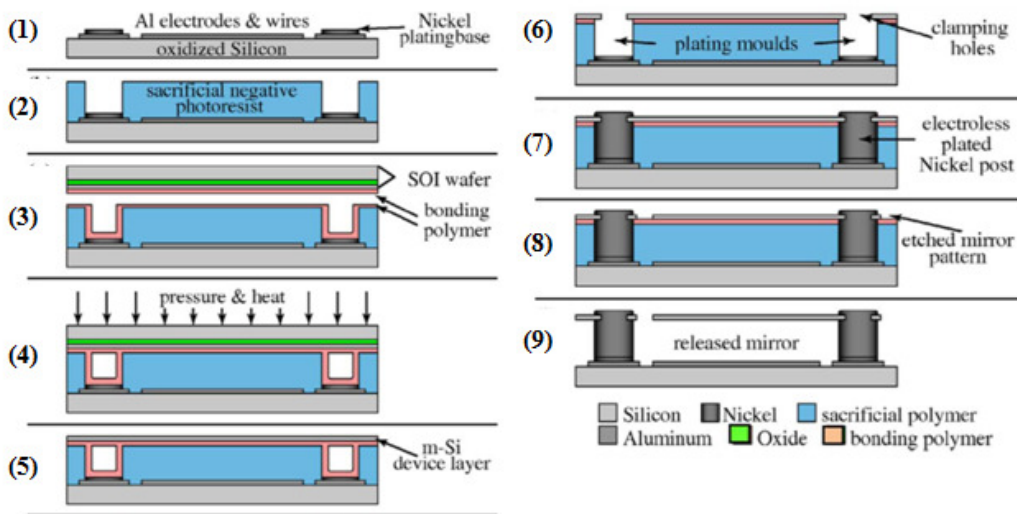 (1)
Al electrodes & wires
Nickel
platingbase
oxidized Silicon
(2)
sacrificial negative
photoresist
(3)
SOI wafer
bonding
polymer
(4)
pressure & heat
(5)
m-Si
device layer
(6)
plating moulds
clamping
holes
(7)
electroless
plated
Nickel post
(8)
etched mirror
pattern
(9)
released mirror
Silicon
Nickel
sacrificial polymer
Aluminum
Oxide
bonding polymer